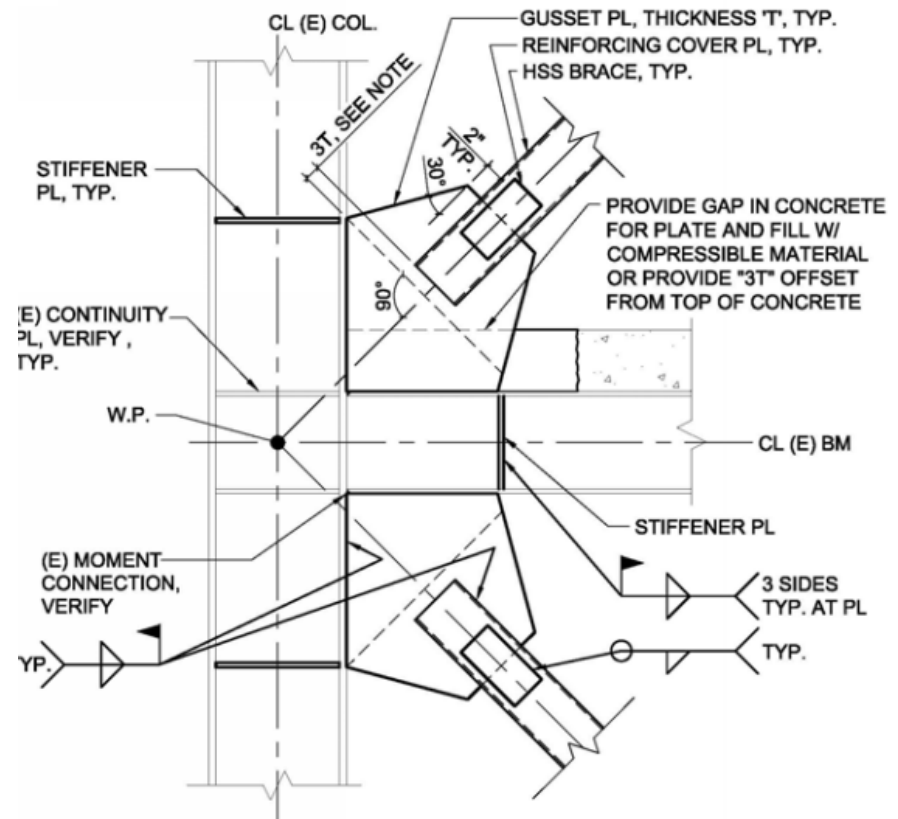 CL (E) COL.
GUSSET PL, THICKNESS 'T', TYP.
REINFORCING COVER PL, TYP.
HSS BRACE, TYP.
3T, SEE NOTE
2"
TYP.
30°
STIFFENER
PL, TYP.
PROVIDE GAP IN CONCRETE
FOR PLATE AND FILL W/
COMPRESSIBLE MATERIAL
OR PROVIDE "3T" OFFSET
FROM TOP OF CONCRETE
90°
(E) CONTINUITY
PL, VERIFY ,
TYP.
W.P.
CL (E) BM
STIFFENER PL
(E) MOMENT
CONNECTION,
VERIFY
3 SIDES
TYP. AT PL
YP.
TYP.